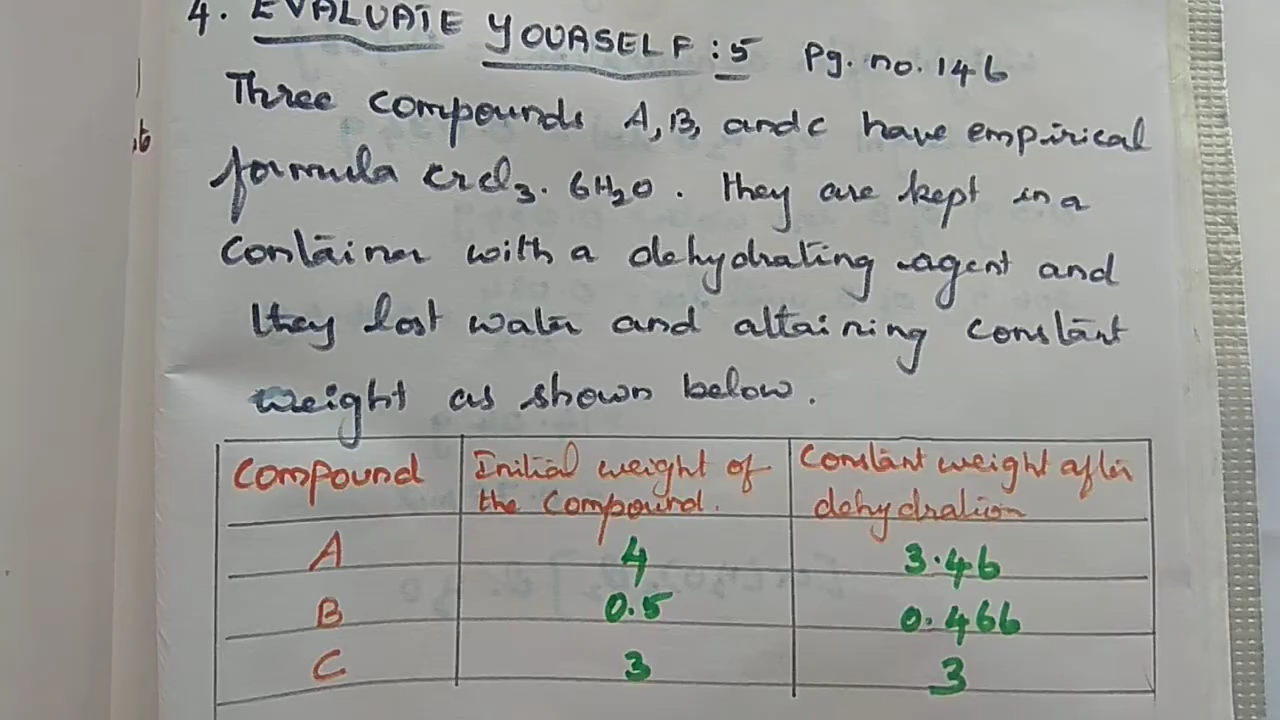 4. EVALUATE YOUASELF : 5 Pg. no. 146
Three compounds A, B, and c have empirical
formula crcl₃. 6H₂O. They are kept in a
container with a dehydrating agent and
they lost water and attaining constant
weight as shown below.
Compound Initial weight of the Compound. Constant weight after dehydration
A 4 3.46
B 0.5 0.466
C 3 3